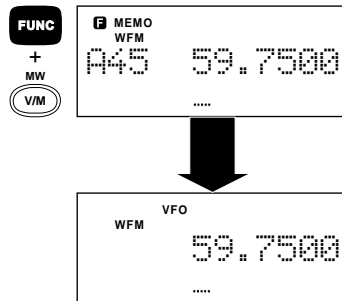 FUNC
+
MW
V/M
F MEMO
WFM
A45 59.7500
VFO
WFM
59.7500